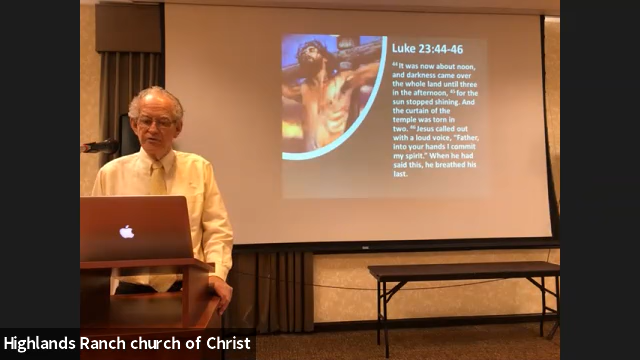 Luke 23:44-46
44 It was now about noon,
and darkness came over
the whole land until three
in the afternoon, 45 for the
sun stopped shining. And
the curtain of the
temple was torn in
two. 46 Jesus called out
with a loud voice, "Father,
into your hands I commit
my spirit." When he had
said this, he breathed his
last.
Highlands Ranch church of Christ